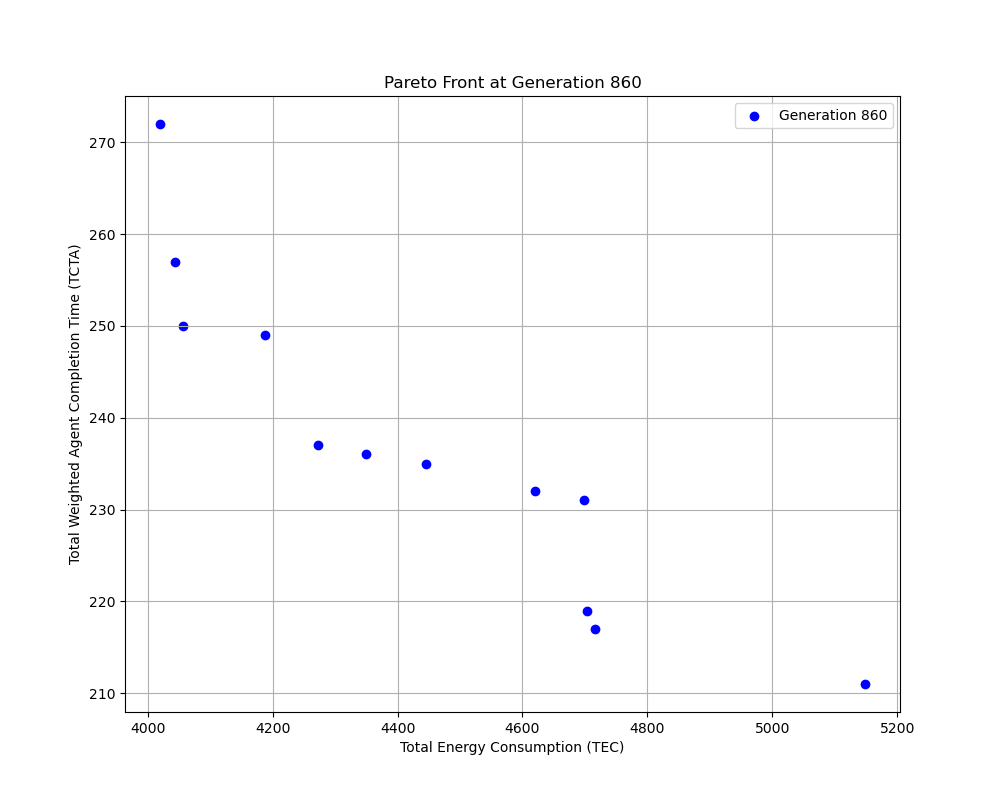 Pareto Front at Generation 860
Generation 860
Total Weighted Agent Completion Time (TCTA)
270
260
250
240
230
220
210
4000 4200 4400 4600 4800 5000 5200
Total Energy Consumption (TEC)